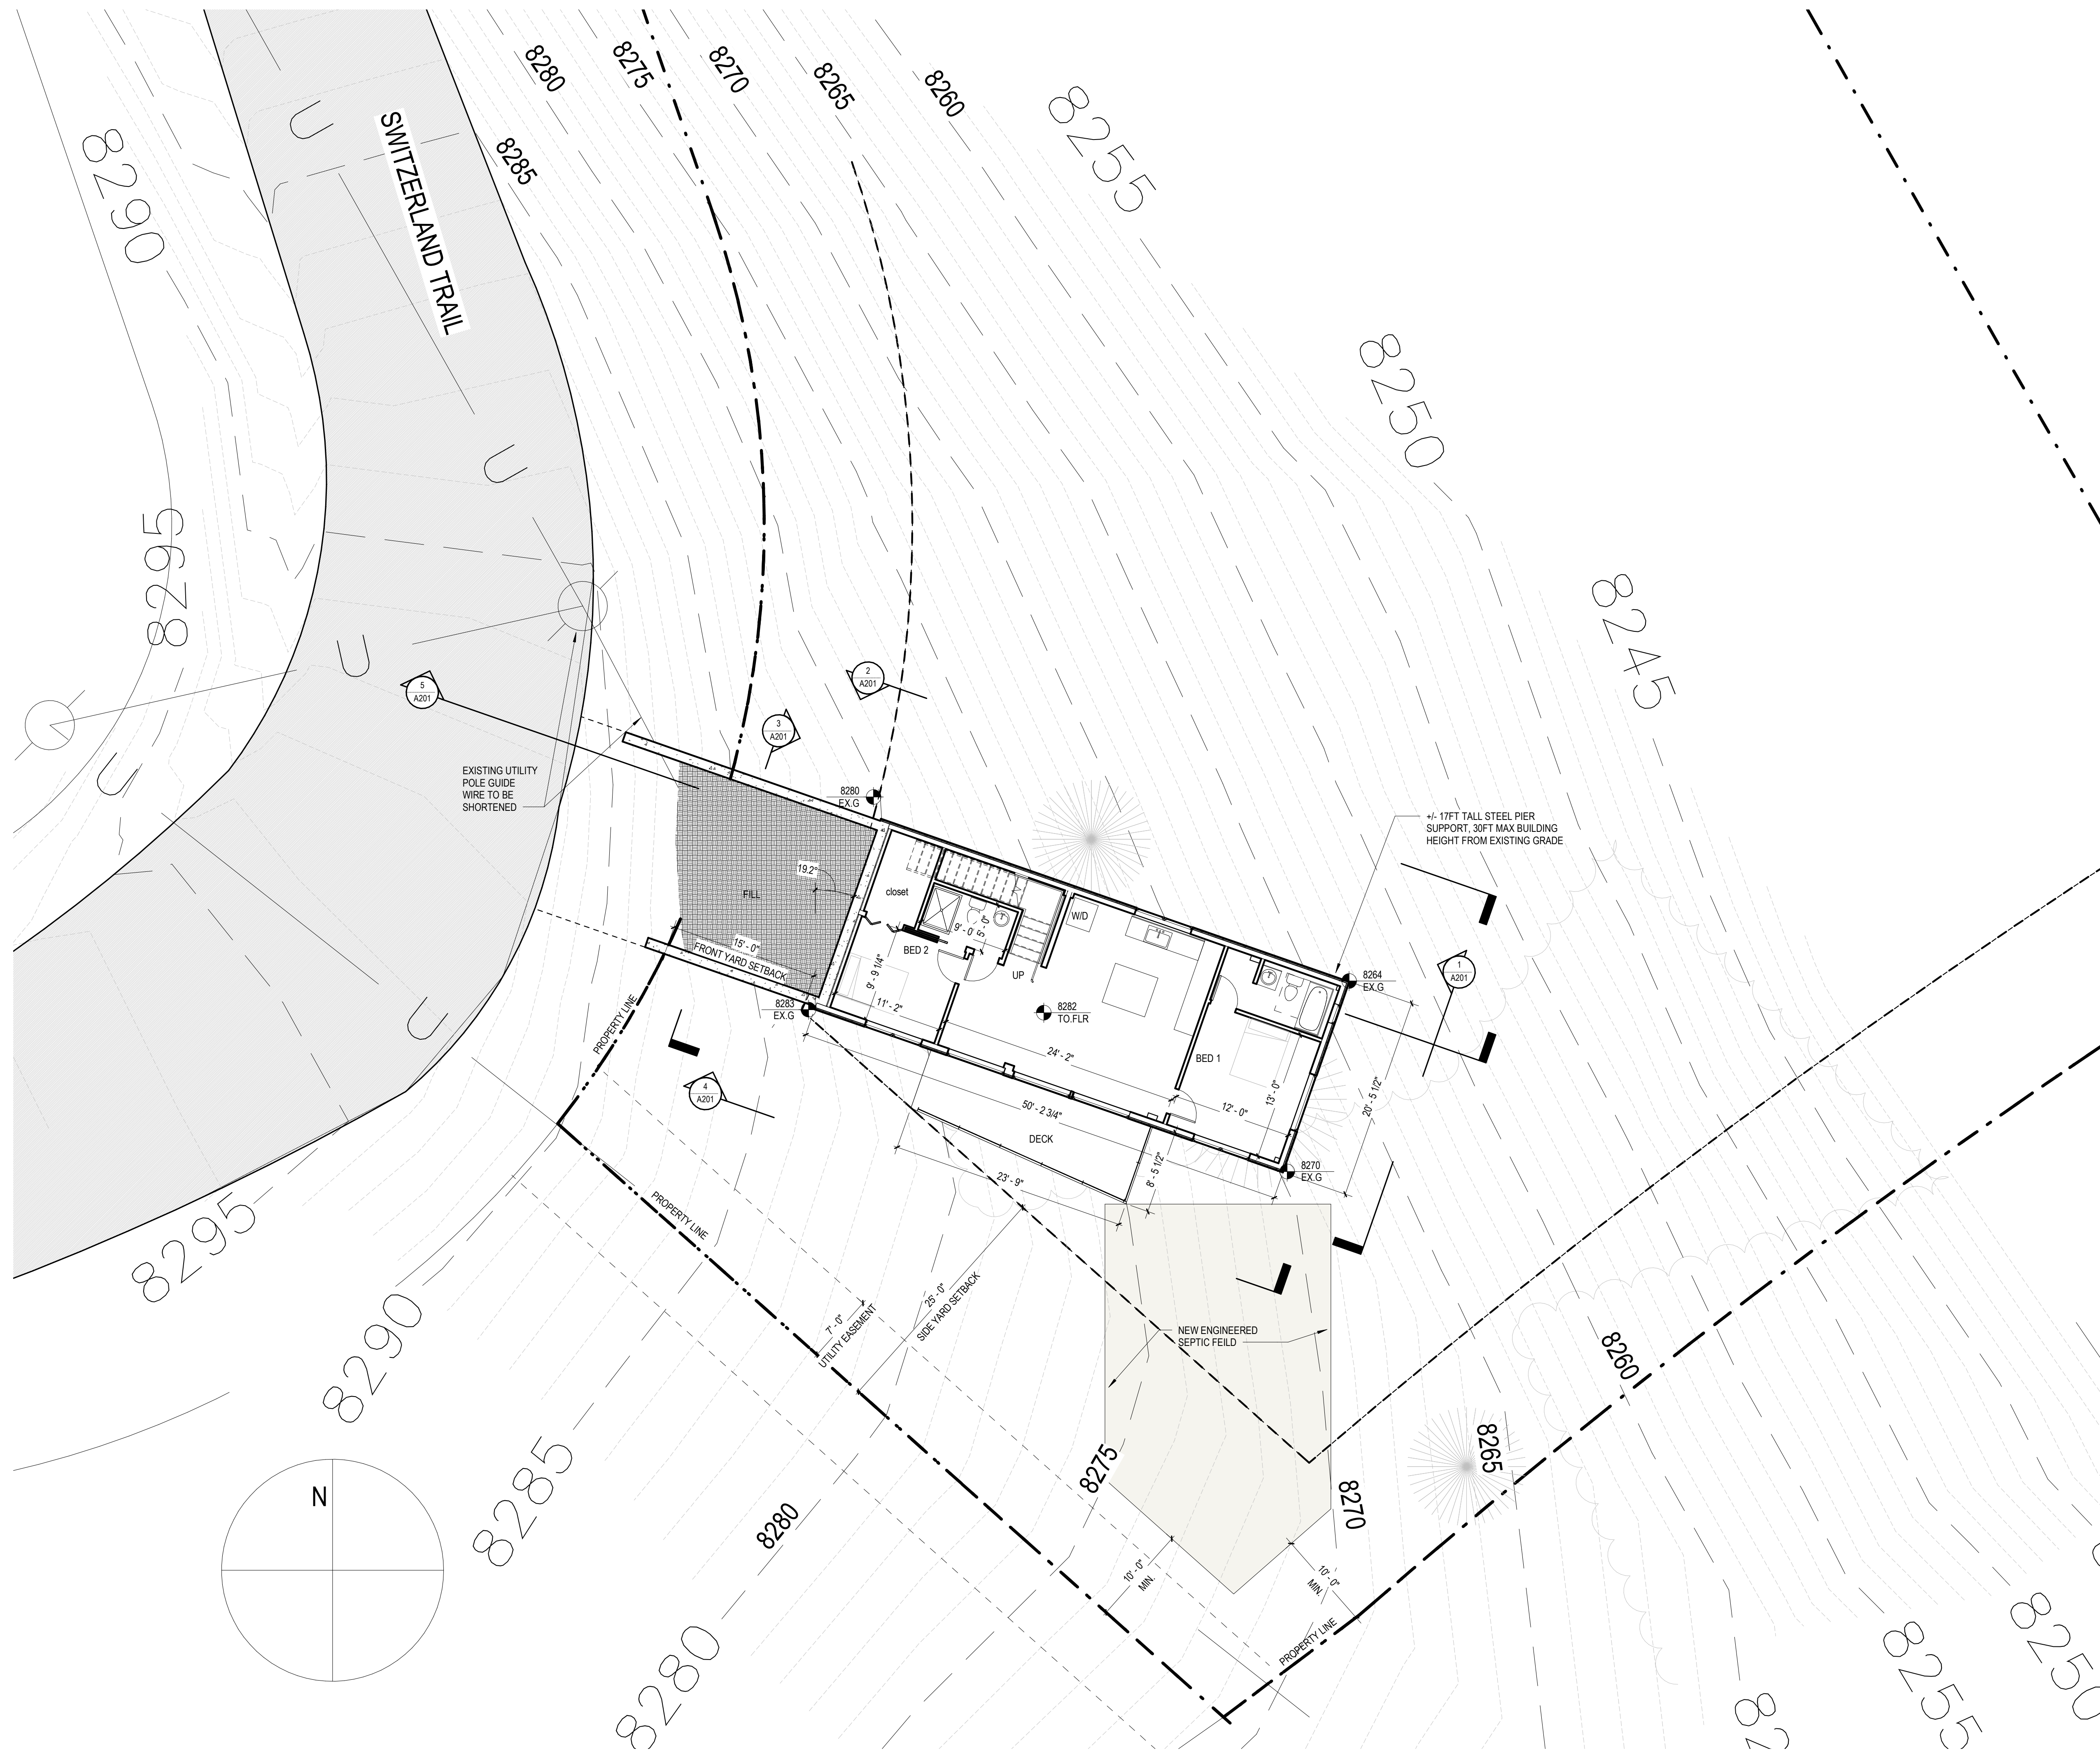 8280
8275
8270
8265
8260
8255
8285
SWITZERLAND TRAIL
8290
8250
8295
8245
2
A201
5
A201
3
A201
EXISTING UTILITY
POLE GUIDE
WIRE TO BE
SHORTENED
8280
EX.G
+/- 17FT TALL STEEL PIER
SUPPORT, 30FT MAX BUILDING
HEIGHT FROM EXISTING GRADE
19.2°
FILL
closet
W/D
9' - 0"
5' - 0"
BED 2
UP
15' - 0"
FRONT YARD SETBACK
9' - 9 1/4"
11' - 2"
8264
EX.G
1
A201
8283
EX.G
8282
TO.FLR
PROPERTY LINE
24' - 2"
BED 1
4
A201
50' - 2 3/4"
12' - 0"
13' - 0"
20' - 5 1/2"
DECK
23' - 9"
8' - 5 1/2"
8270
EX.G
PROPERTY LINE
8295
25' - 0"
SIDE YARD SETBACK
7' - 0"
UTILITY EASEMENT
NEW ENGINEERED
SEPTIC FEILD
8290
8260
8285
8275
8265
8270
N
8280
10' - 0"
MIN.
10' - 0"
MIN.
PROPERTY LINE
8280
8255
8250